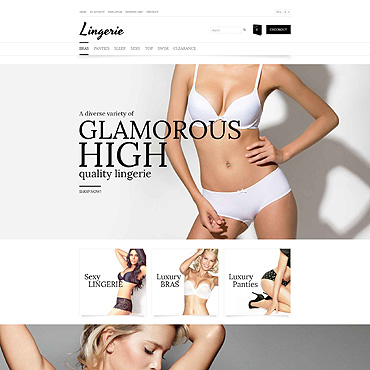 Lingerie
CHECKOUT
BRAS PANTIES SLEEP SEXY TOP SWIM CLEARANCE
A diverse variety of
GLAMOROUS
HIGH
quality lingerie
SHOP NOW!
Sexy
LINGERIE
Luxury
BRAS
Luxury
Panties